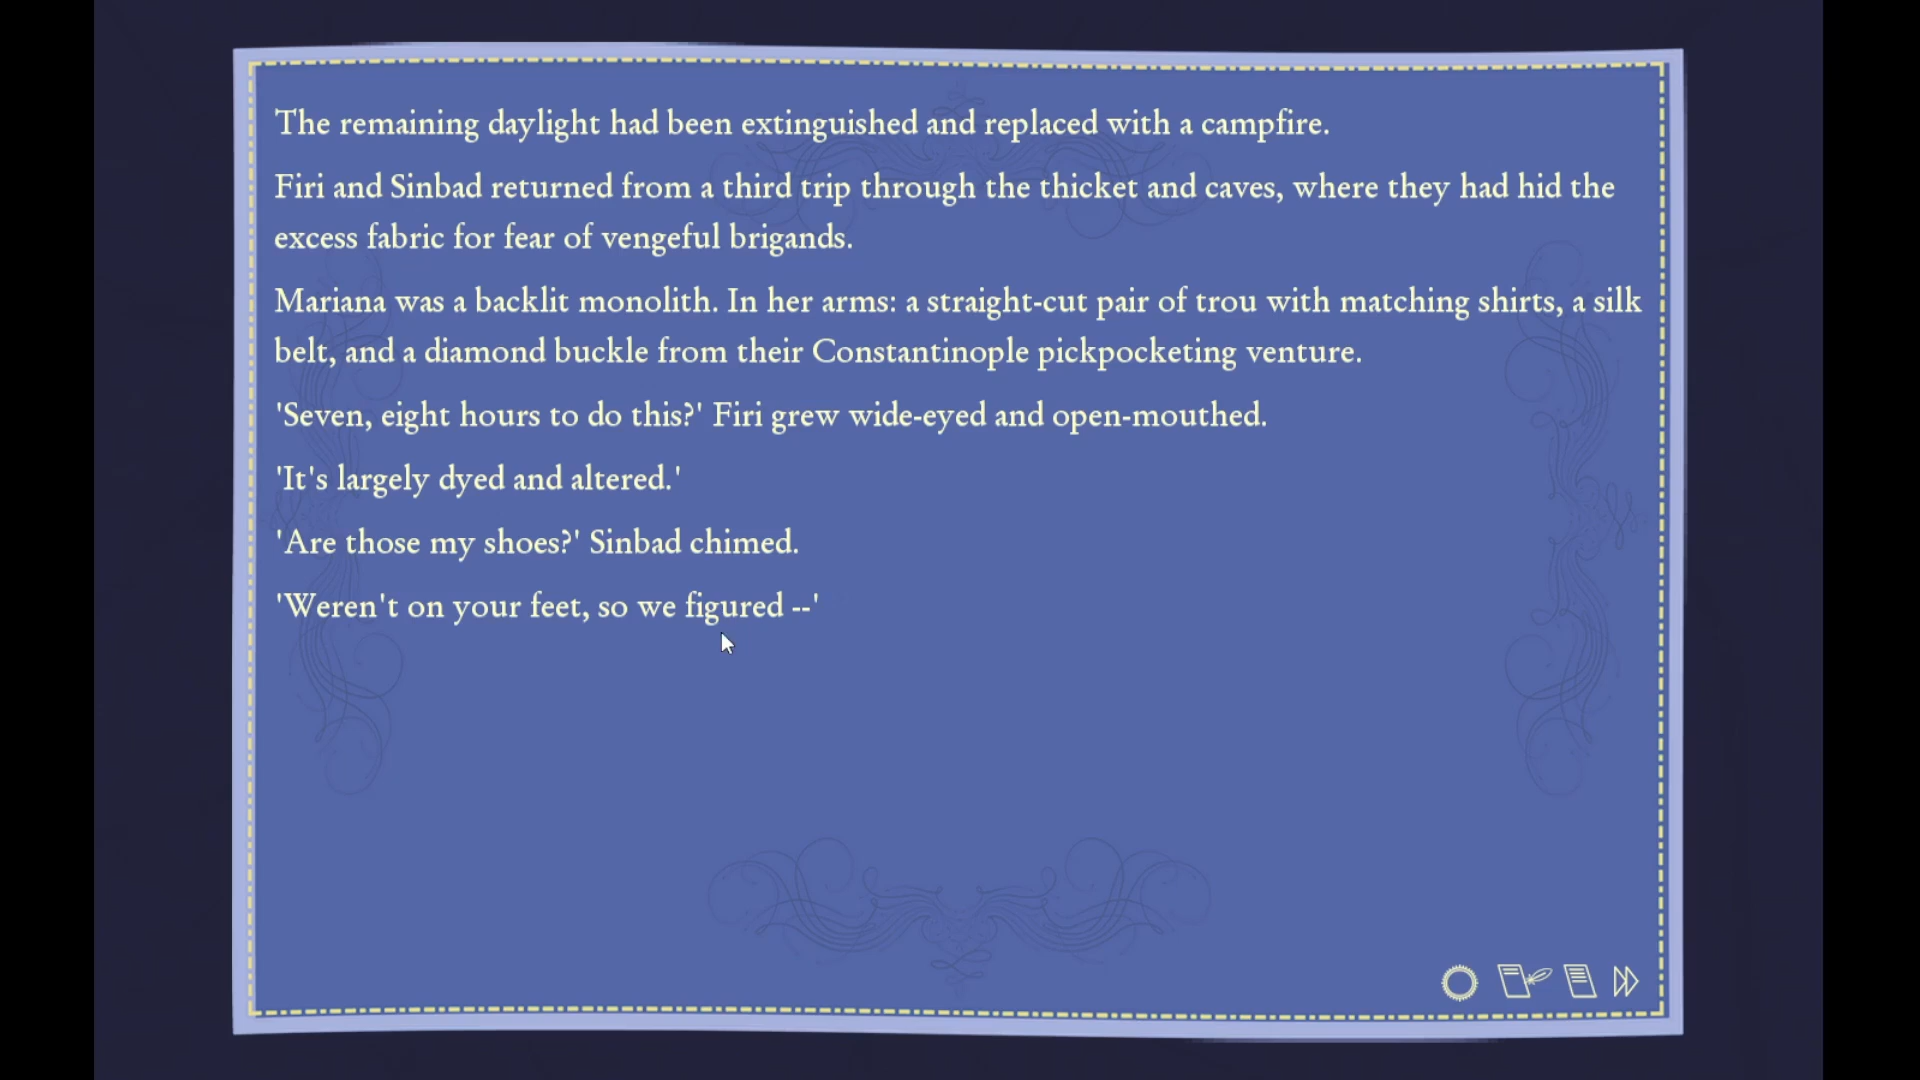 The remaining daylight had been extinguished and replaced with a campfire.
Firi and Sinbad returned from a third trip through the thicket and caves, where they had hid the
excess fabric for fear of vengeful brigands.
Mariana was a backlit monolith. In her arms: a straight-cut pair of trou with matching shirts, a silk
belt, and a diamond buckle from their Constantinople pickpocketing venture.
'Seven, eight hours to do this?' Firi grew wide-eyed and open-mouthed.
'It's largely dyed and altered.'
'Are those my shoes?' Sinbad chimed.
'Weren't on your feet, so we figured --'